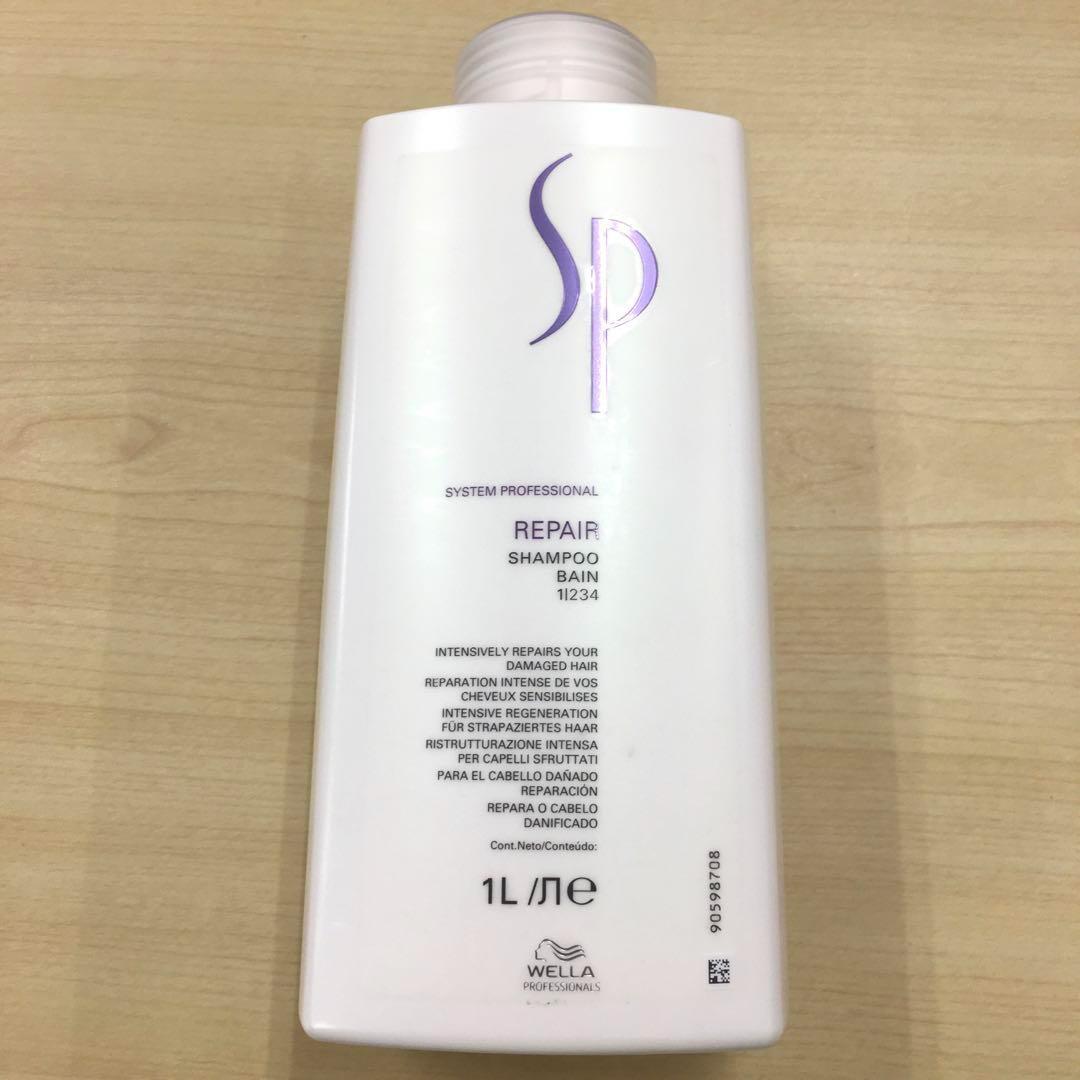 SP
SYSTEM PROFESSIONAL
REPAIR
SHAMPOO
BAIN
1|234
INTENSIVELY REPAIRS YOUR
DAMAGED HAIR
REPARATION INTENSE DE VOS
CHEVEUX SENSIBILISES
INTENSIVE REGENERATION
FÜR STRAPAZIERTES HAAR
RISTRUTTURAZIONE INTENSA
PER CAPELLI SFRUTTATI
PARA EL CABELLO DAÑADO
REPARACIÓN
REPARA O CABELO
DANIFICADO
Cont.Neto/Conteúdo:
1L /Л℮
WELLA
PROFESSIONALS
90598708